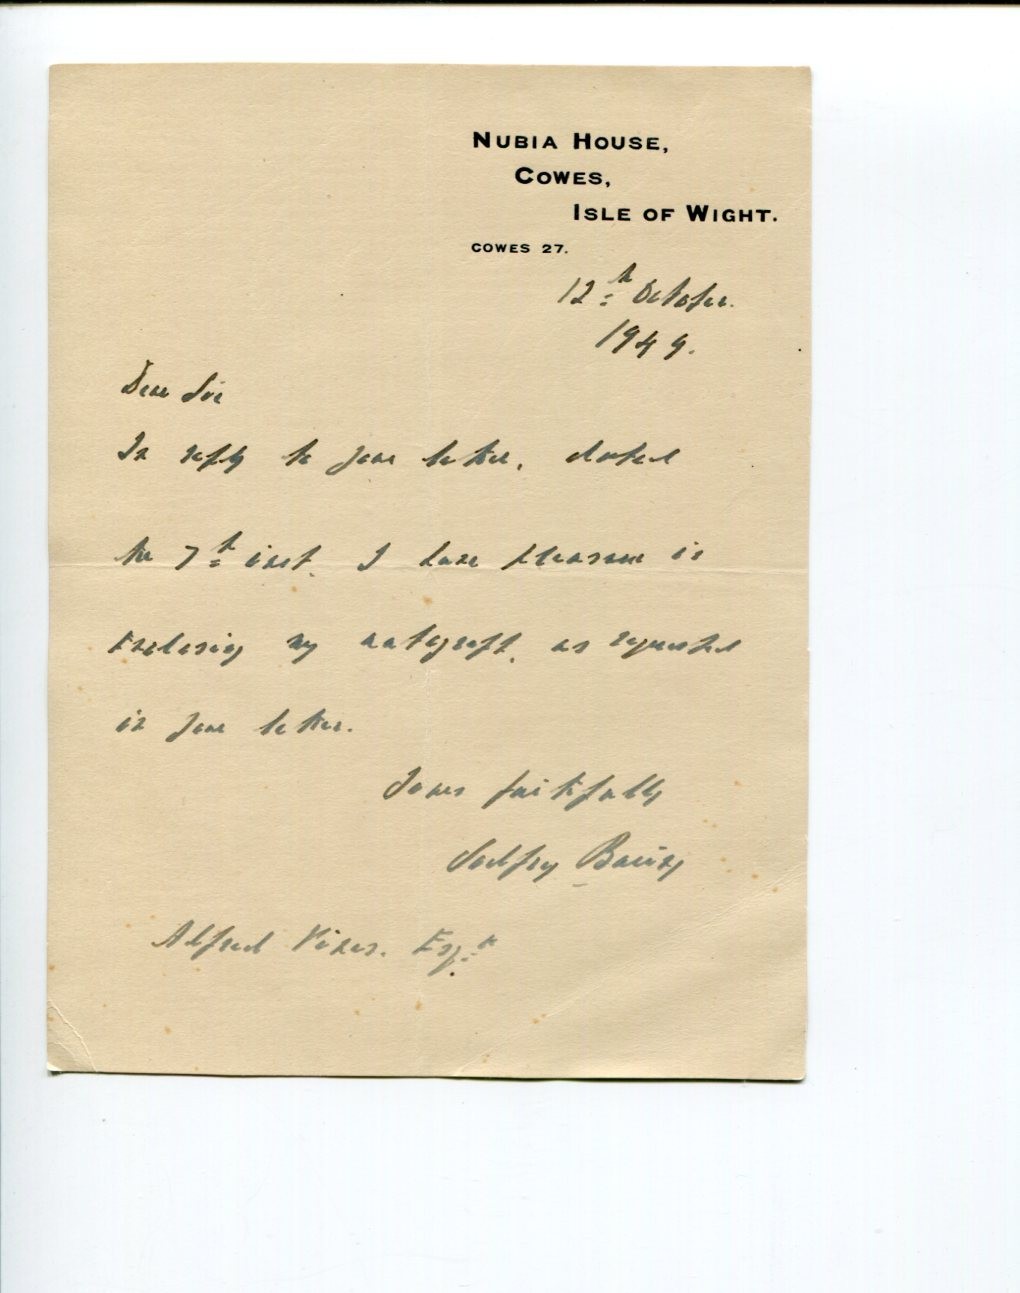 NUBIA HOUSE,
COWES,
ISLE OF WIGHT.
COWES 27.
12th October.
1949.
Dear Sir
In reply to your letter, dated
the 7th inst. I have pleasure in
enclosing my autograph, as requested
in your letter.
Yours faithfully
Godfrey Baring
Alfred Vines. Esqr